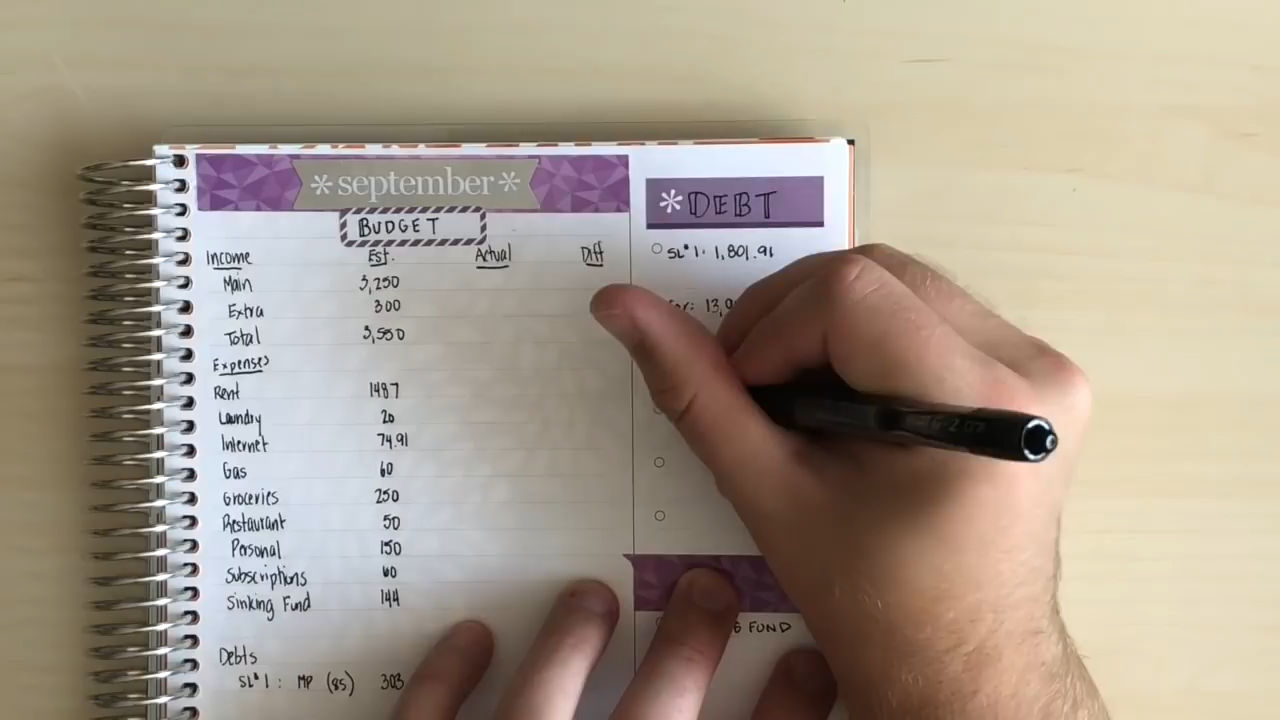 *september*
BUDGET
Income Est. Actual Diff
Main 3,250
Extra 300
Total 3,550
Expenses
Rent 1487
Laundry 20
Internet 74.91
Gas 60
Groceries 250
Restaurant 50
Personal 150
Subscriptions 60
Sinking Fund 144
Debts
SL#1: MP (85) 303
*DEBT
SL#1: 1,801.91
FUND